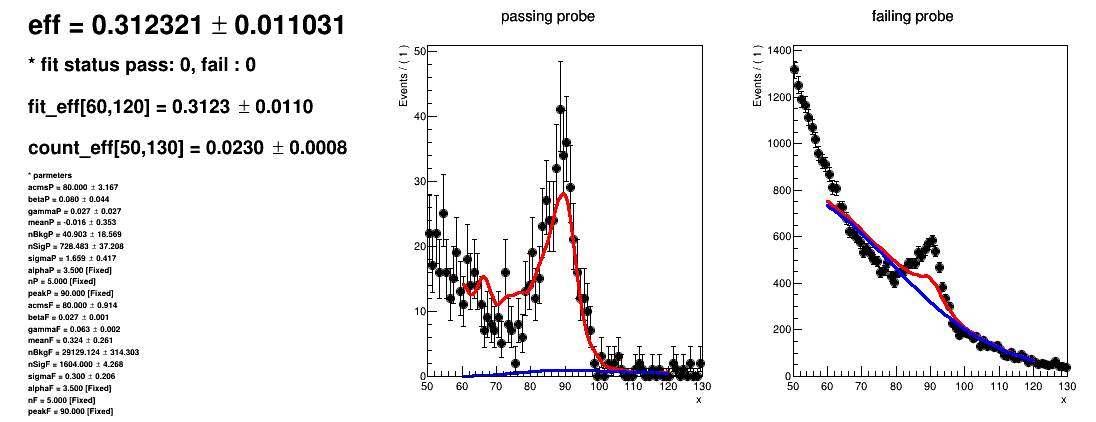 eff = 0.312321 ± 0.011031
* fit status pass: 0, fail : 0
fit_eff[60,120] = 0.3123 ± 0.0110
count_eff[50,130] = 0.0230 ± 0.0008
* parmeters
acmsP = 80.000 ± 3.167
betaP = 0.080 ± 0.044
gammaP = 0.027 ± 0.027
meanP = -0.016 ± 0.353
nBkgP = 40.903 ± 18.569
nSigP = 728.483 ± 37.208
sigmaP = 1.659 ± 0.417
alphaP = 3.500 [Fixed]
nP = 5.000 [Fixed]
peakP = 90.000 [Fixed]
acmsF = 80.000 ± 0.914
betaF = 0.027 ± 0.001
gammaF = 0.063 ± 0.002
meanF = 0.324 ± 0.261
nBkgF = 29129.124 ± 314.303
nSigF = 1604.000 ± 4.268
sigmaF = 0.300 ± 0.206
alphaF = 3.500 [Fixed]
nF = 5.000 [Fixed]
peakF = 90.000 [Fixed]
passing probe
Events / ( 1 )
50
40
30
20
10
0
50 60 70 80 90 100 110 120 130
x
failing probe
Events / ( 1 )
1400
1200
1000
800
600
400
200
0
50 60 70 80 90 100 110 120 130
x